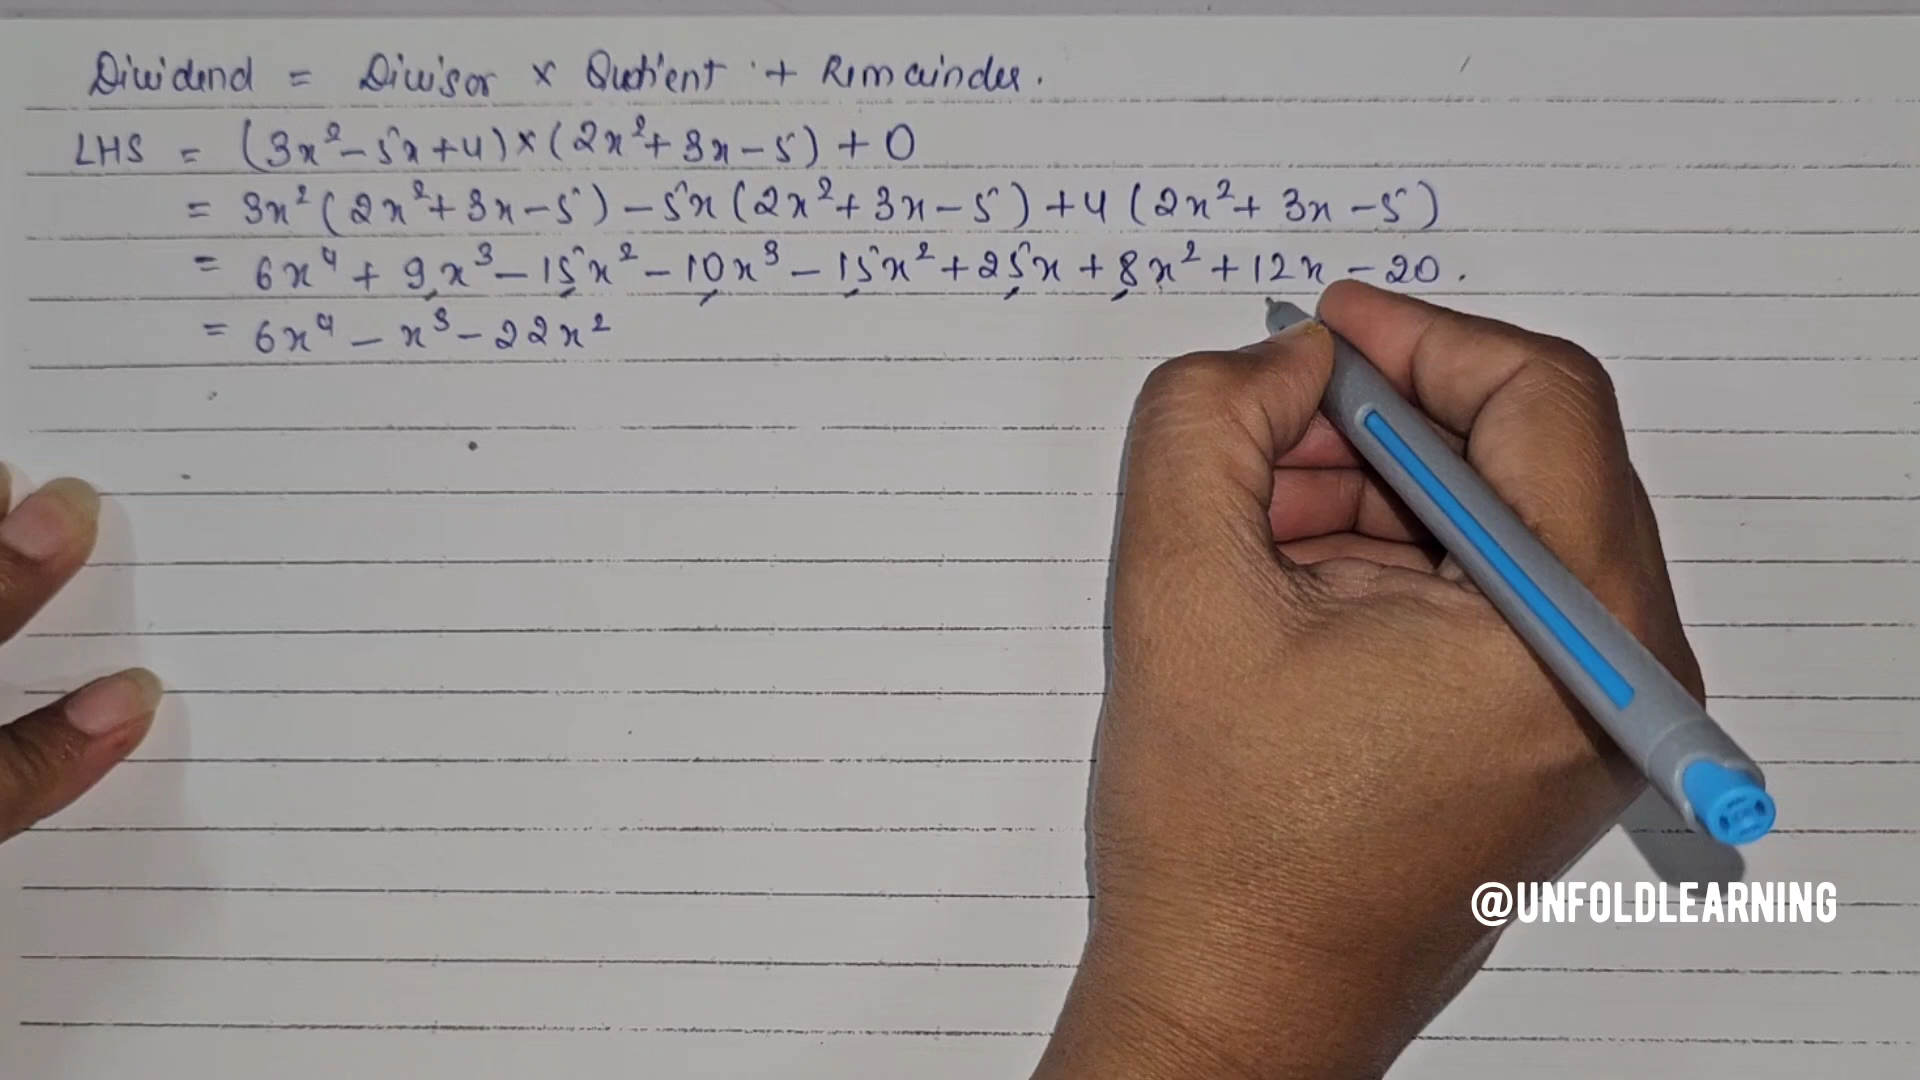 Dividend = Divisor × Quotient + Remainder.
LHS = (3x² - 5x + 4) × (2x² + 3x - 5) + 0
= 3x² (2x² + 3x - 5) - 5x (2x² + 3x - 5) + 4 (2x² + 3x - 5)
= 6x⁴ + 9x³ - 15x² - 10x³ - 15x² + 25x + 8x² + 12x - 20.
= 6x⁴ - x³ - 22x²
@UNFOLDLEARNING